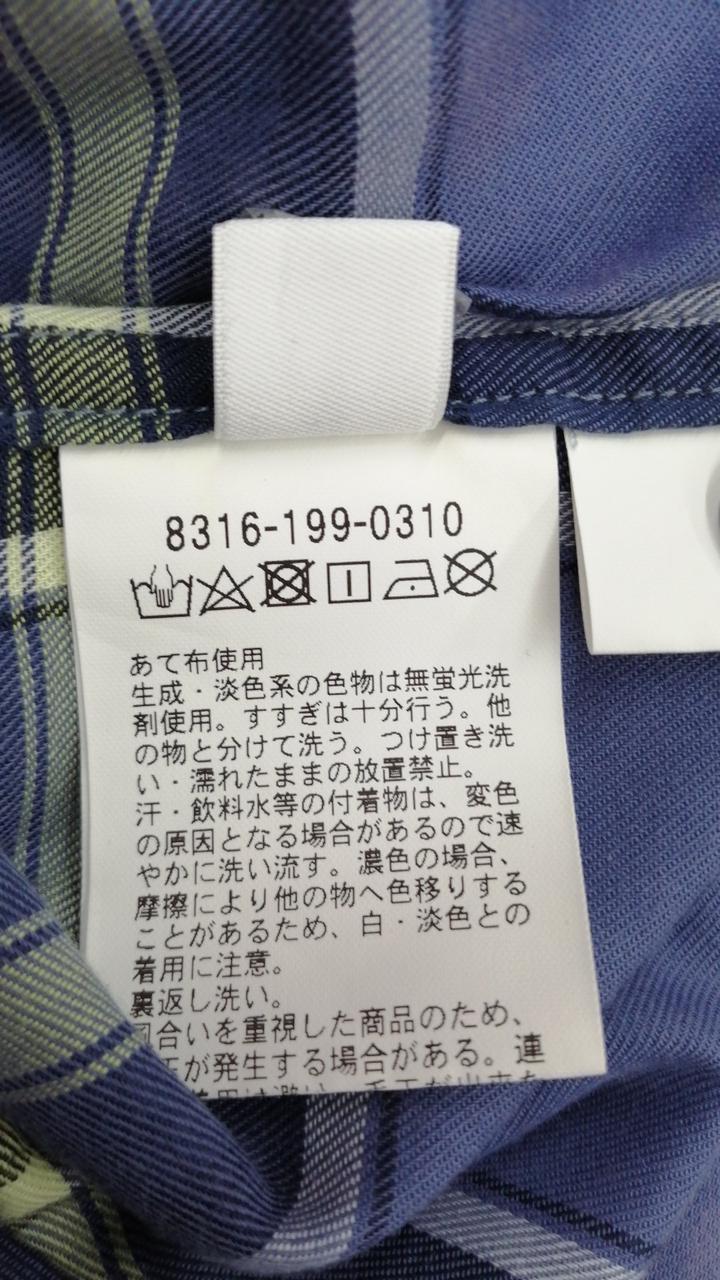 8316-199-0310
あて布使用
生成・淡色系の色物は無蛍光洗
剤使用。すすぎは十分行う。他
の物と分けて洗う。つけ置き洗
い・濡れたままの放置禁止。
汗・飲料水等の付着物は、変色
の原因となる場合があるので速
やかに洗い流す。濃色の場合、
摩擦により他の物へ色移りする
ことがあるため、白・淡色との
着用に注意。
裏返し洗い。
合いを重視した商品のため、
が発生する場合がある。連